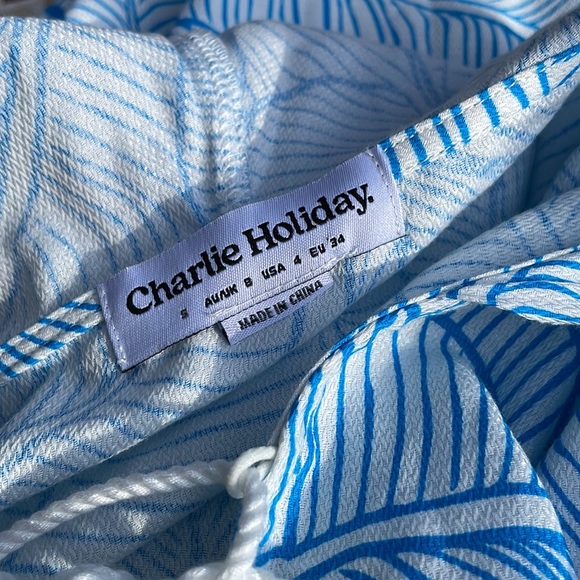 Charlie Holiday.
S AU/UK 8 USA 4 EU 34
MADE IN CHINA